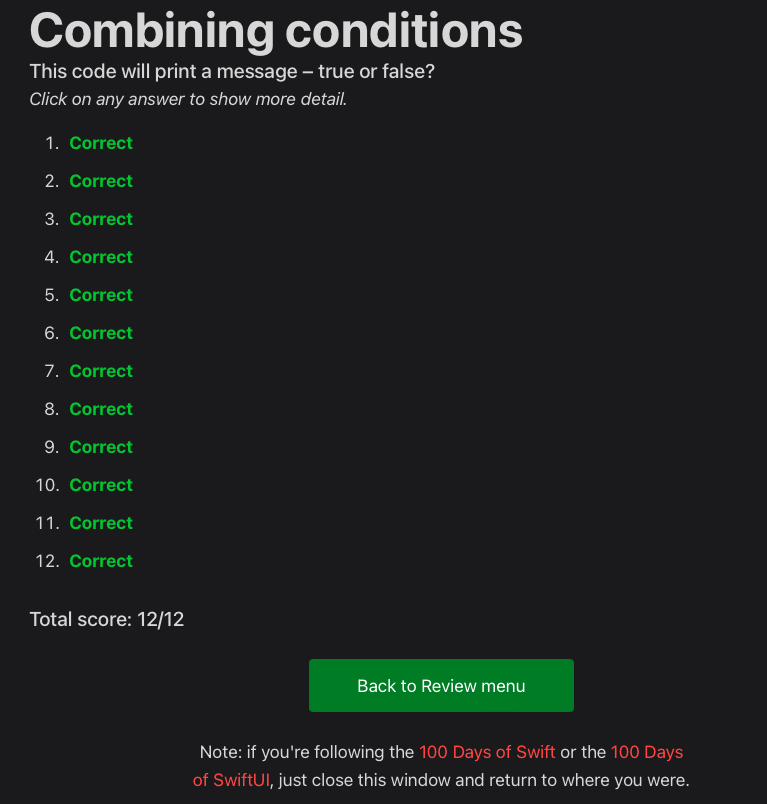 Combining conditions
This code will print a message – true or false?
Click on any answer to show more detail.
1. Correct
2. Correct
3. Correct
4. Correct
5. Correct
6. Correct
7. Correct
8. Correct
9. Correct
10. Correct
11. Correct
12. Correct
Total score: 12/12
Back to Review menu
Note: if you're following the 100 Days of Swift or the 100 Days
of SwiftUI, just close this window and return to where you were.